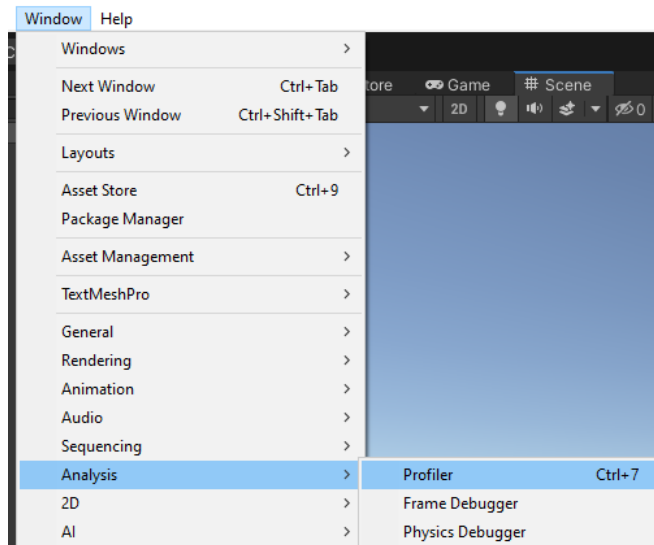 Window Help
Windows
tore Game # Scene
Next Window Ctrl+Tab
2D 0
Previous Window Ctrl+Shift+Tab
Layouts
Asset Store Ctrl+9
Package Manager
Asset Management
TextMeshPro
General
Rendering
Animation
Audio
Sequencing
Analysis
Profiler Ctrl+7
2D
Frame Debugger
AI
Physics Debugger